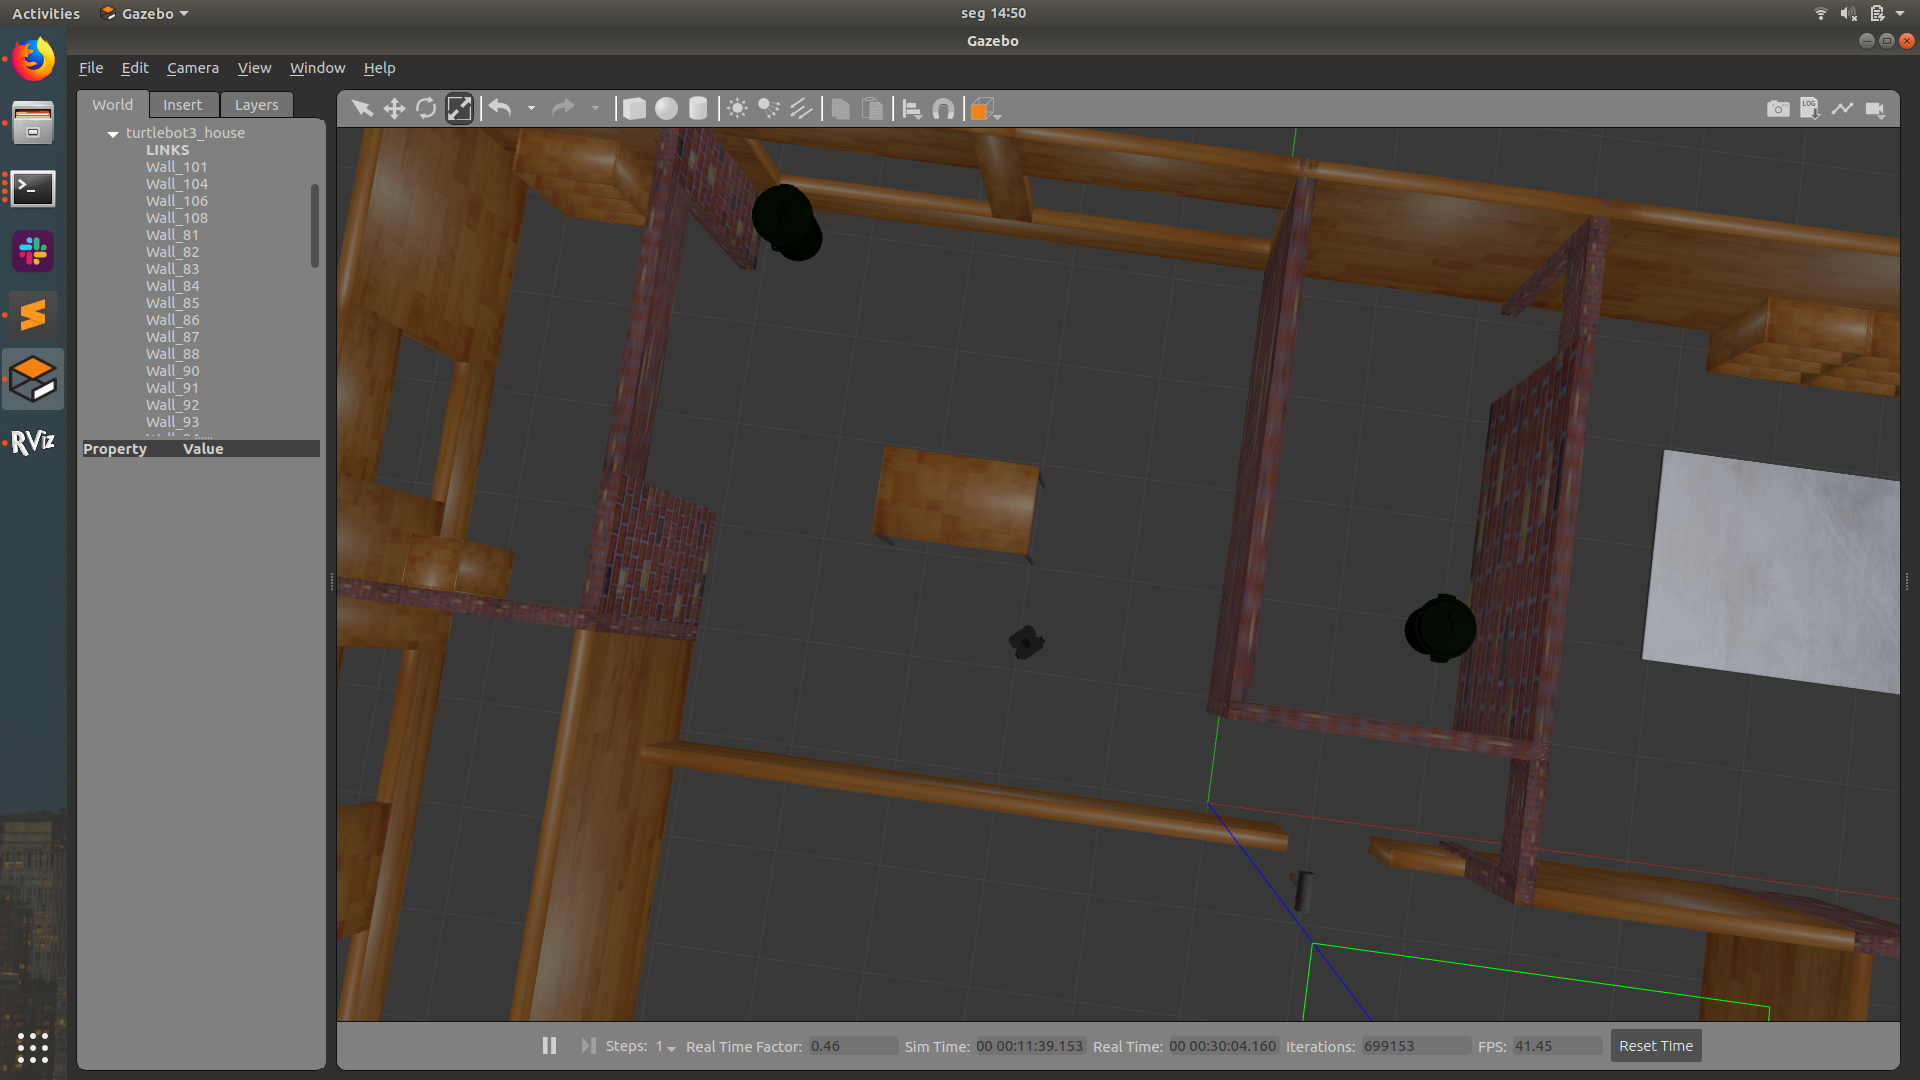 Activities Gazebo seg 14:50
Gazebo
File Edit Camera View Window Help
World Insert Layers
turtlebot3_house
LINKS
Wall_101
Wall_104
Wall_106
Wall_108
Wall_81
Wall_82
Wall_83
Wall_84
Wall_85
Wall_86
Wall_87
Wall_88
Wall_90
Wall_91
Wall_92
Wall_93
Property Value
LOG
RViz
Steps: 1 Real Time Factor: 0.46 Sim Time: 00 00:11:39.153 Real Time: 00 00:30:04.160 Iterations: 699153 FPS: 41.45 Reset Time